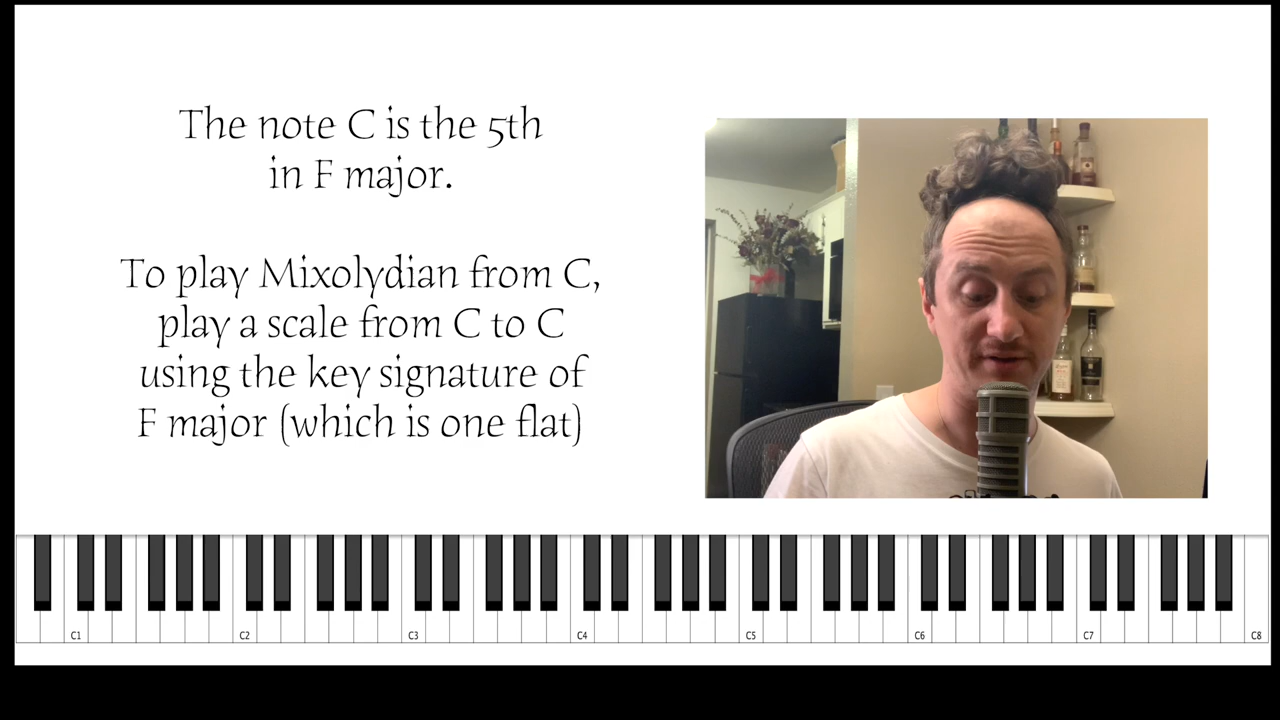 The note C is the 5th
in F major.
To play Mixolydian from C,
play a scale from C to C
using the key signature of
F major (which is one flat)
C1 C2 C3 C4 C5 C6 C7 C8